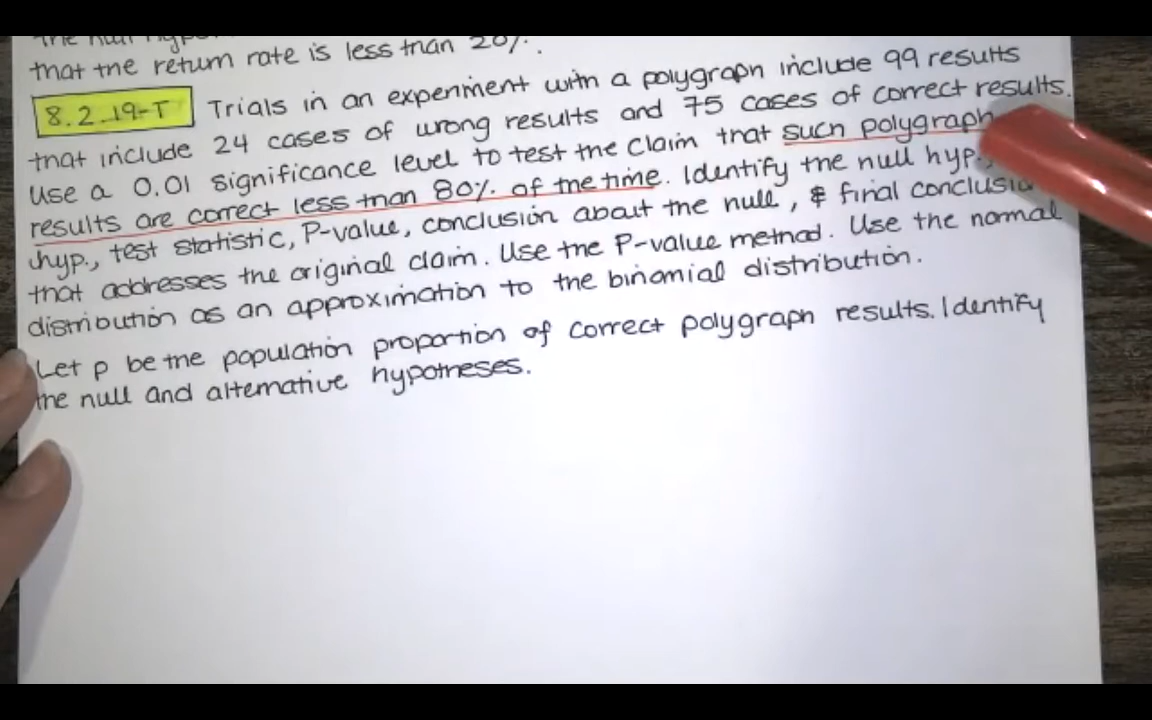 the null
that the return rate is less than 20%.
8.2.19-T Trials in an experiment with a polygraph include 99 results
that include 24 cases of wrong results and 75 cases of correct results.
Use a 0.01 significance level to test the claim that such polygraph
results are correct less than 80% of the time. Identify the null hyp.,
hyp., test statistic, P-value, conclusion about the null, & final conclusion
that addresses the original claim. Use the P-value method. Use the normal
distribution as an approximation to the binomial distribution.
Let p be the population proportion of correct polygraph results. Identify
the null and alternative hypotheses.